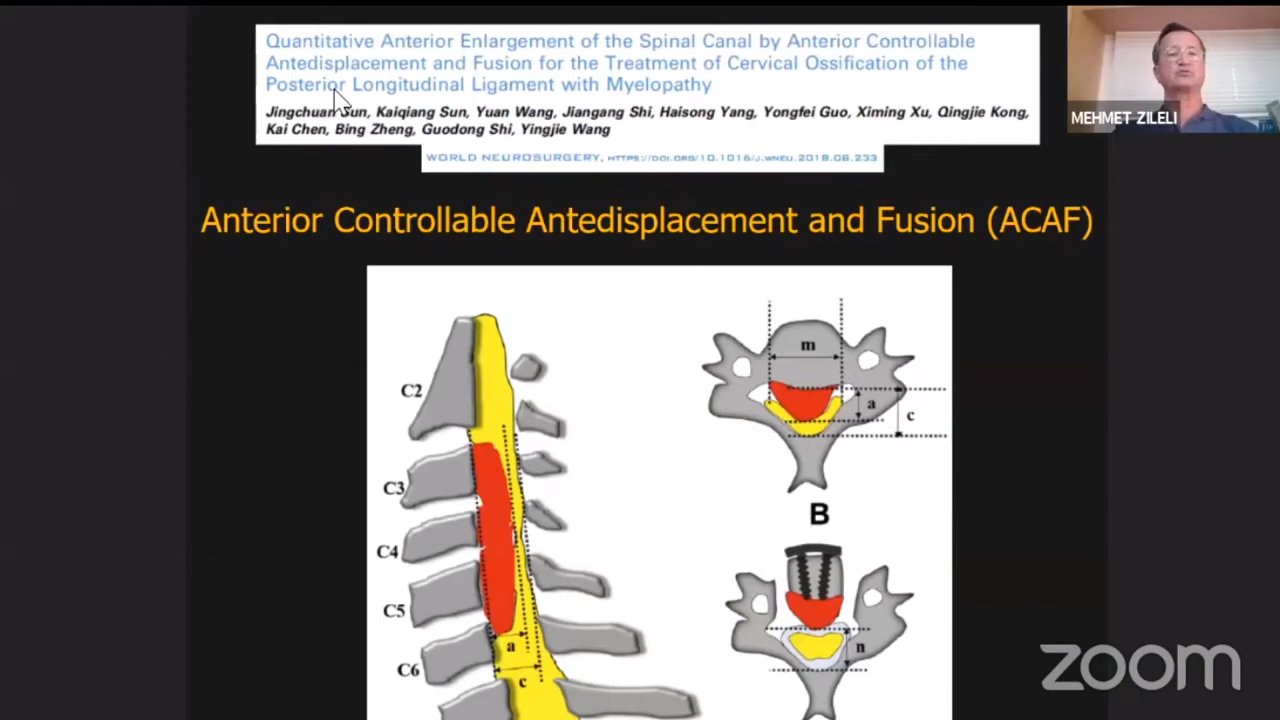 Quantitative Anterior Enlargement of the Spinal Canal by Anterior Controllable
Antedisplacement and Fusion for the Treatment of Cervical Ossification of the
Posterior Longitudinal Ligament with Myelopathy
Jingchuan Sun, Kaiqiang Sun, Yuan Wang, Jiangang Shi, Haisong Yang, Yongfei Guo, Ximing Xu, Qingjie Kong,
Kai Chen, Bing Zheng, Guodong Shi, Yingjie Wang
WORLD NEUROSURGERY, HTTPS://DOI.ORG/10.1016/J.WNEU.2018.08.233
MEHMET ZILELI
Anterior Controllable Antedisplacement and Fusion (ACAF)
C2
C3
C4
C5
C6
a
c
m
a
c
B
n
zoom